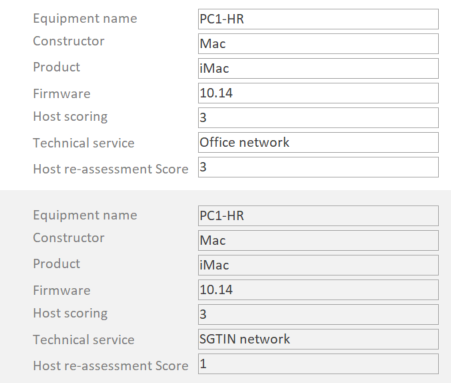 Equipment name PC1-HR
Constructor Mac
Product iMac
Firmware 10.14
Host scoring 3
Technical service Office network
Host re-assessment Score 3
Equipment name PC1-HR
Constructor Mac
Product iMac
Firmware 10.14
Host scoring 3
Technical service SGTIN network
Host re-assessment Score 1